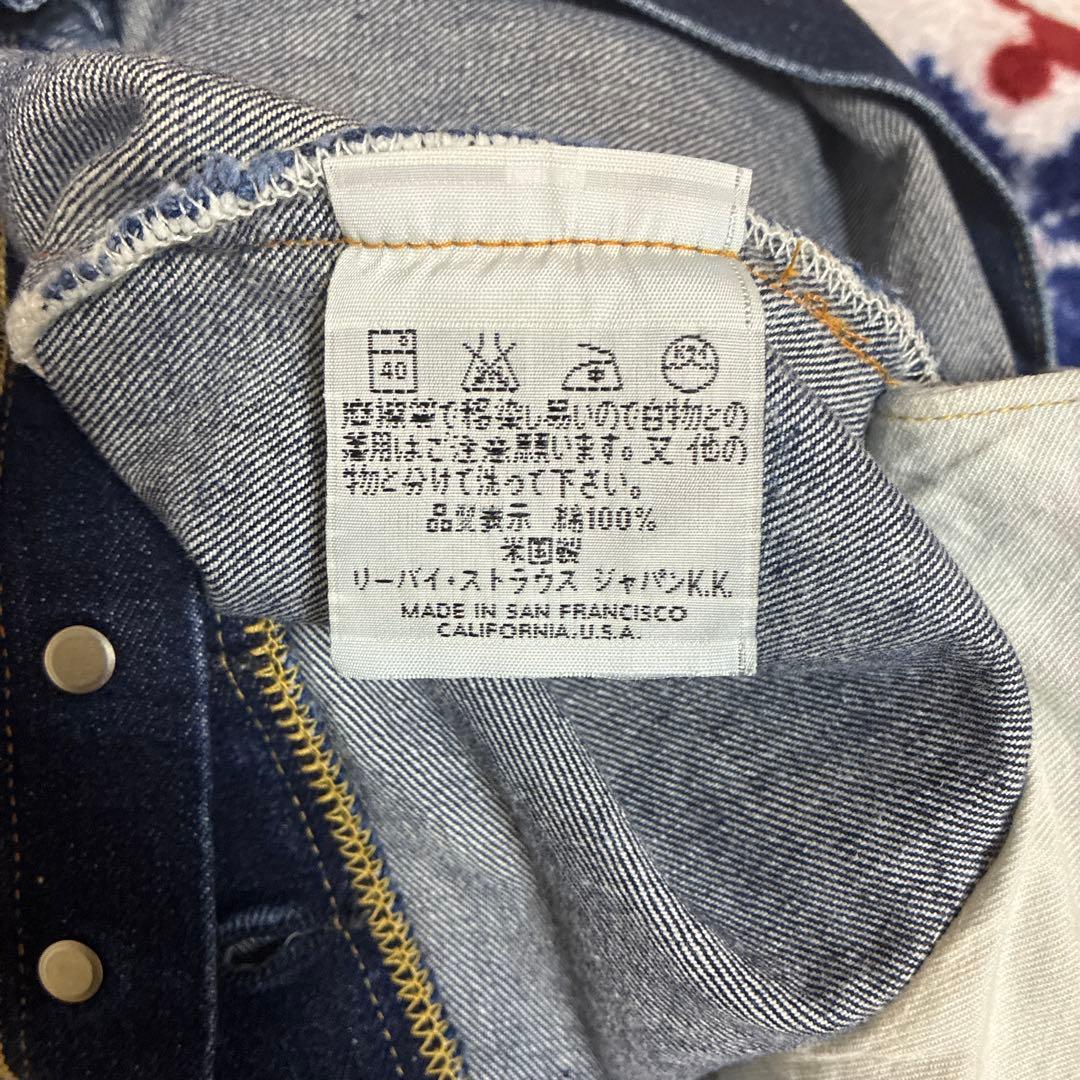 40 524
摩擦等で移染し易いので白物との
着用はご注意願います。又 他の
物と分けて洗って下さい。
品質表示 綿100%
米国製
リーバイ・ストラウス ジャパンK.K.
MADE IN SAN FRANCISCO
CALIFORNIA.U.S.A.